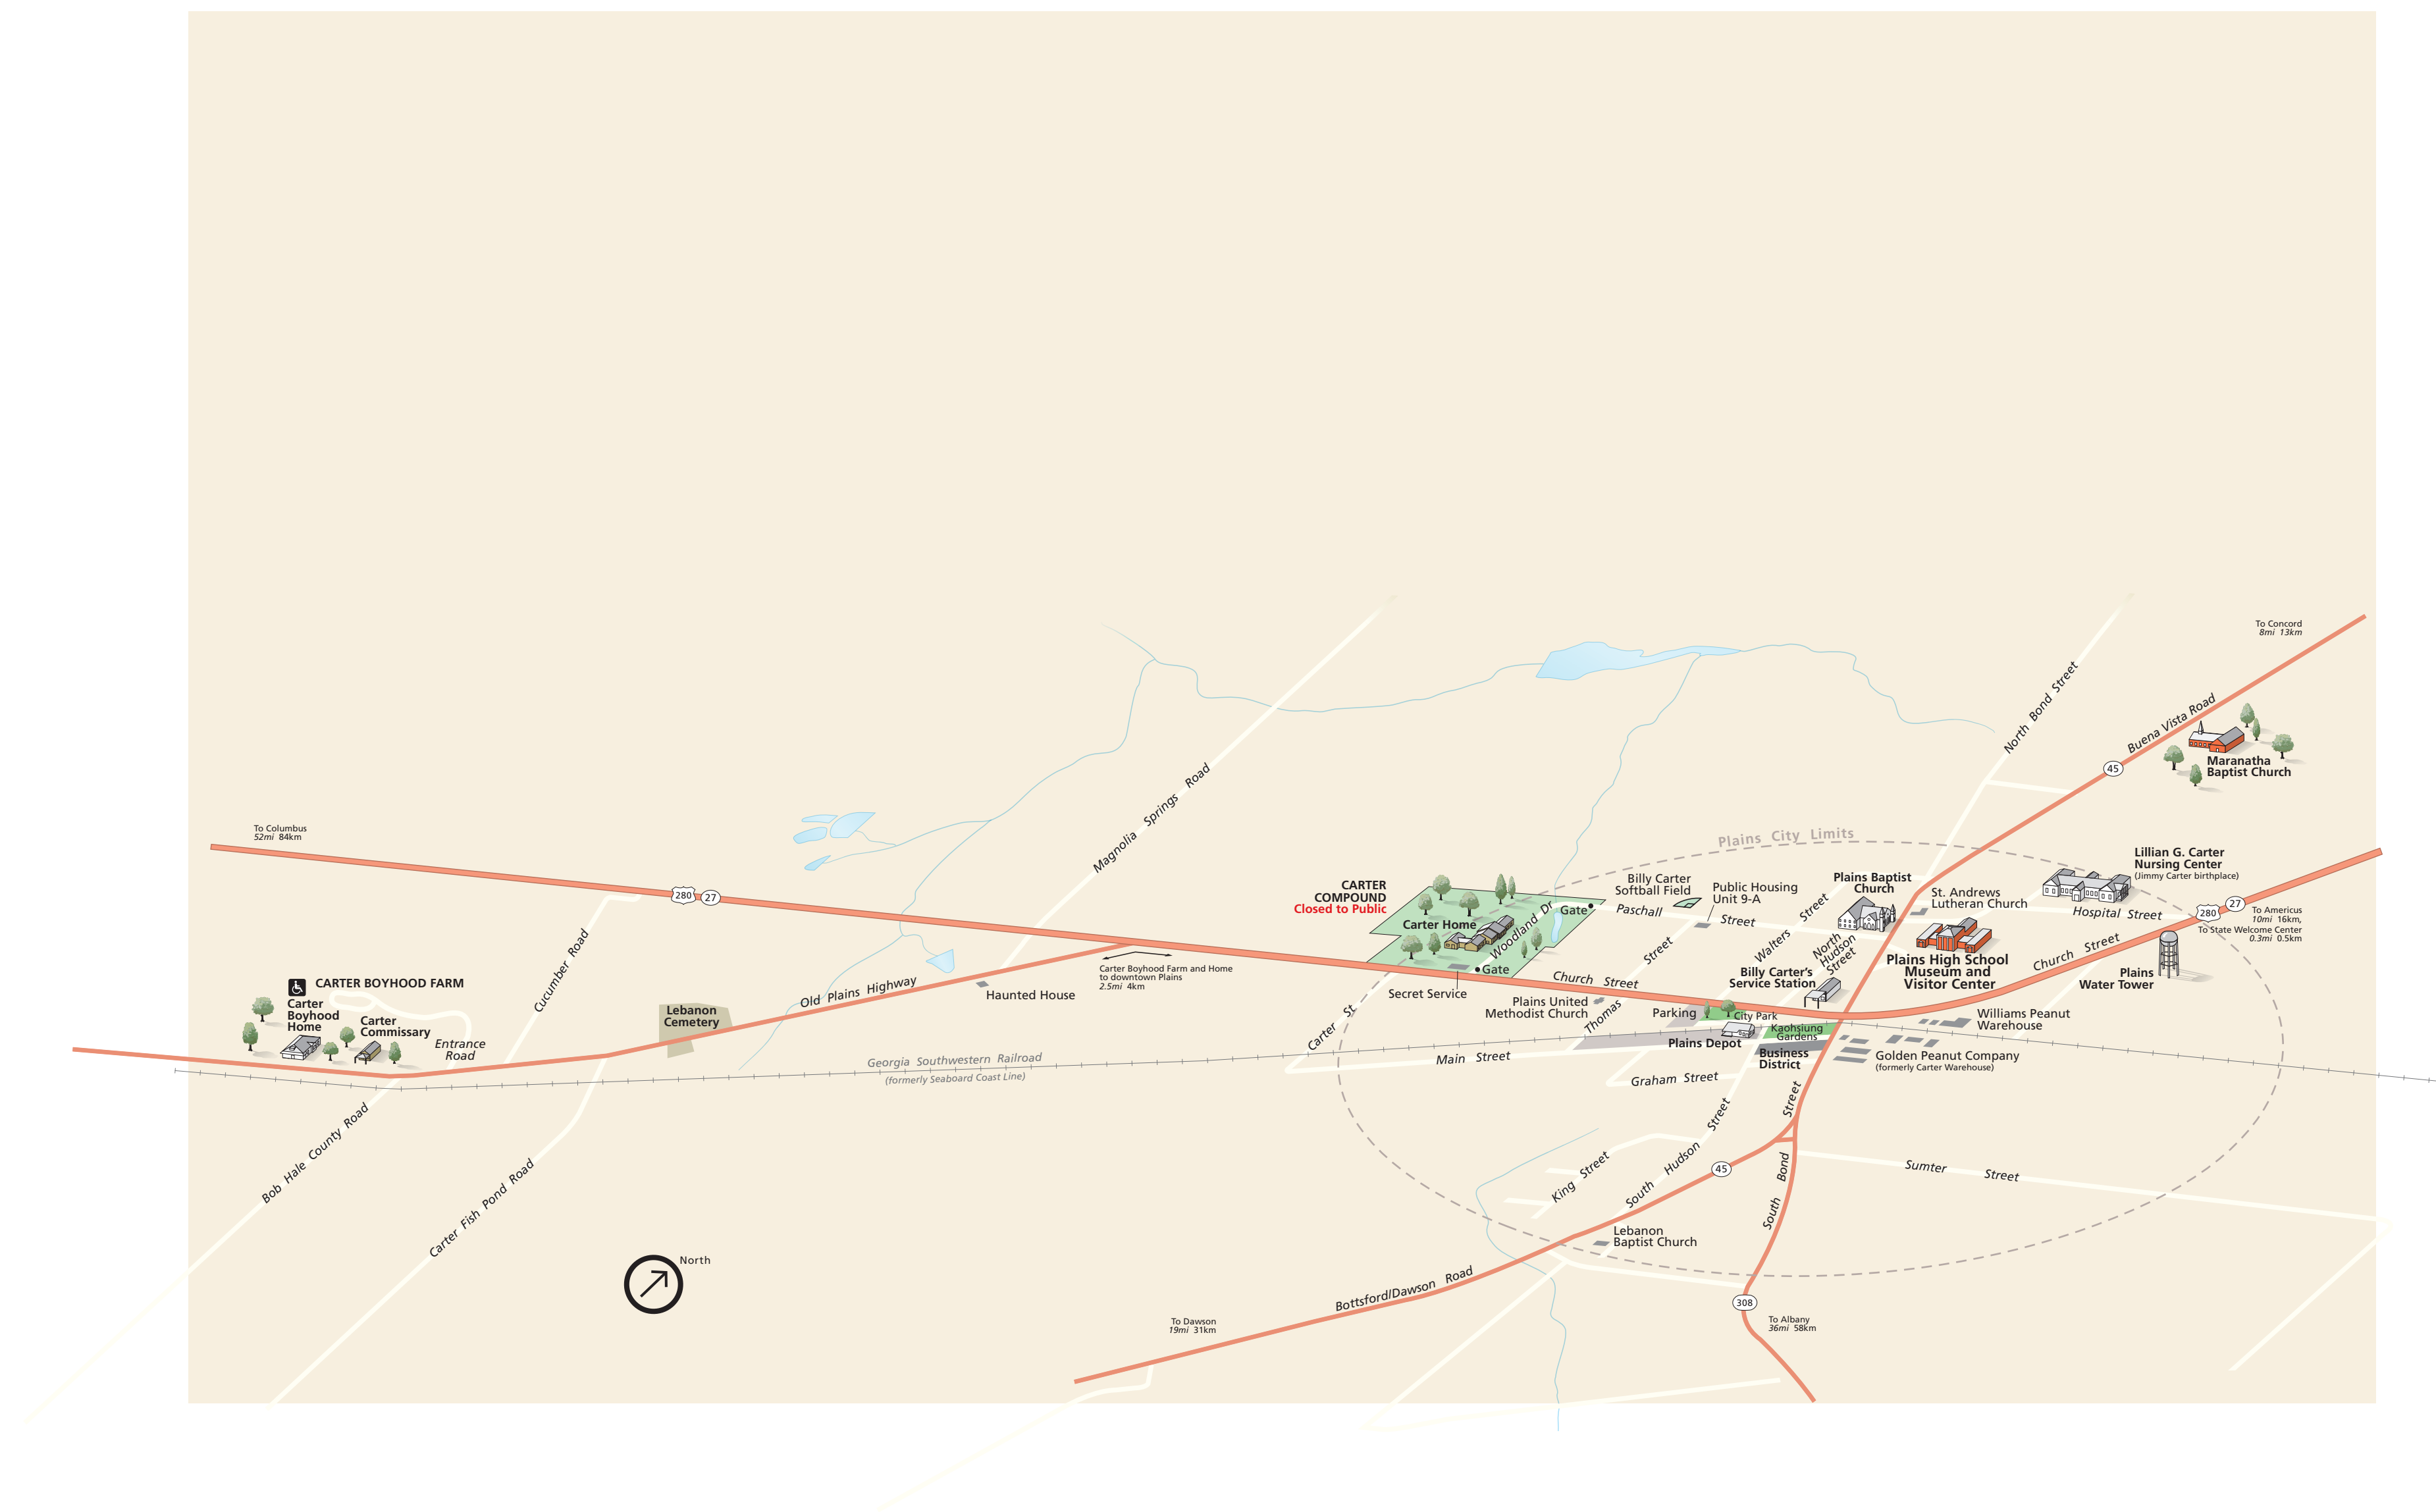 To Concord
8mi 13km
North Bond Street
Buena Vista Road
45
Maranatha
Baptist Church
Magnolia Springs Road
To Columbus
52mi 84km
280
27
Plains City Limits
Lillian G. Carter
Nursing Center
(Jimmy Carter birthplace)
CARTER
COMPOUND
Closed to Public
Carter Home
Woodland Dr
Gate
Gate
Secret Service
Billy Carter
Softball Field
Public Housing
Unit 9-A
Paschall Street
Plains Baptist
Church
St. Andrews
Lutheran Church
Hospital Street
280
27
To Americus
10mi 16km,
To State Welcome Center
0.3mi 0.5km
Walters Street
North
Hudson
Street
Plains High School
Museum and
Visitor Center
Church Street
Church Street
Plains
Water Tower
Billy Carter's
Service Station
Thomas Street
Plains United
Methodist Church
Parking
City Park
Kaohsiung
Gardens
Plains Depot
Business
District
Williams Peanut
Warehouse
Golden Peanut Company
(formerly Carter Warehouse)
Carter St
Main Street
Graham Street
Carter Boyhood Farm and Home
to downtown Plains
2.5mi 4km
Haunted House
Old Plains Highway
Lebanon
Cemetery
Cucumber Road
CARTER BOYHOOD FARM
Carter
Boyhood
Home
Carter
Commissary
Entrance
Road
Georgia Southwestern Railroad
(formerly Seaboard Coast Line)
Bob Hale County Road
Carter Fish Pond Road
King Street
South Hudson Street
45
South Bond Street
Sumter Street
Lebanon
Baptist Church
North
Bottsford/Dawson Road
308
To Dawson
19mi 31km
To Albany
36mi 58km